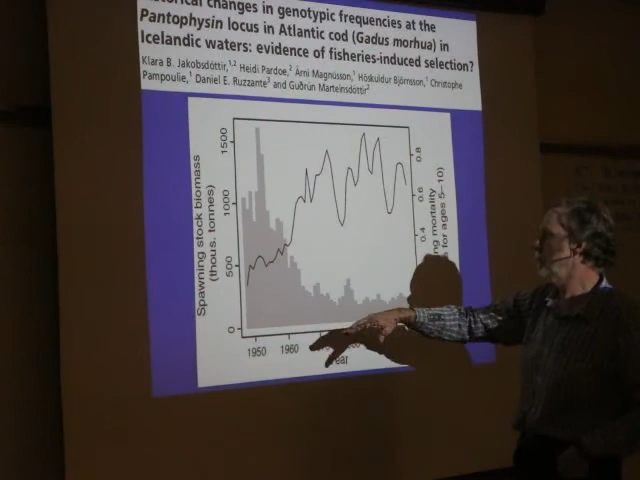 changes in genotypic frequencies at the
Pantophysin locus in Atlantic cod (Gadus morhua) in
Icelandic waters: evidence of fisheries-induced selection?
Klara B. Jakobsdóttir,1,2 Heidi Pardoe,2 Árni Magnússon,1 Höskuldur Björnsson,1 Christophe
Pampoulie,1 Daniel E. Ruzzante3 and Guðrún Marteinsdóttir2
Spawning stock biomass
(thous. tonnes)
1500
1000
500
0
0.8
0.6
0.4
mortality
for ages 5–10)
1950 1960